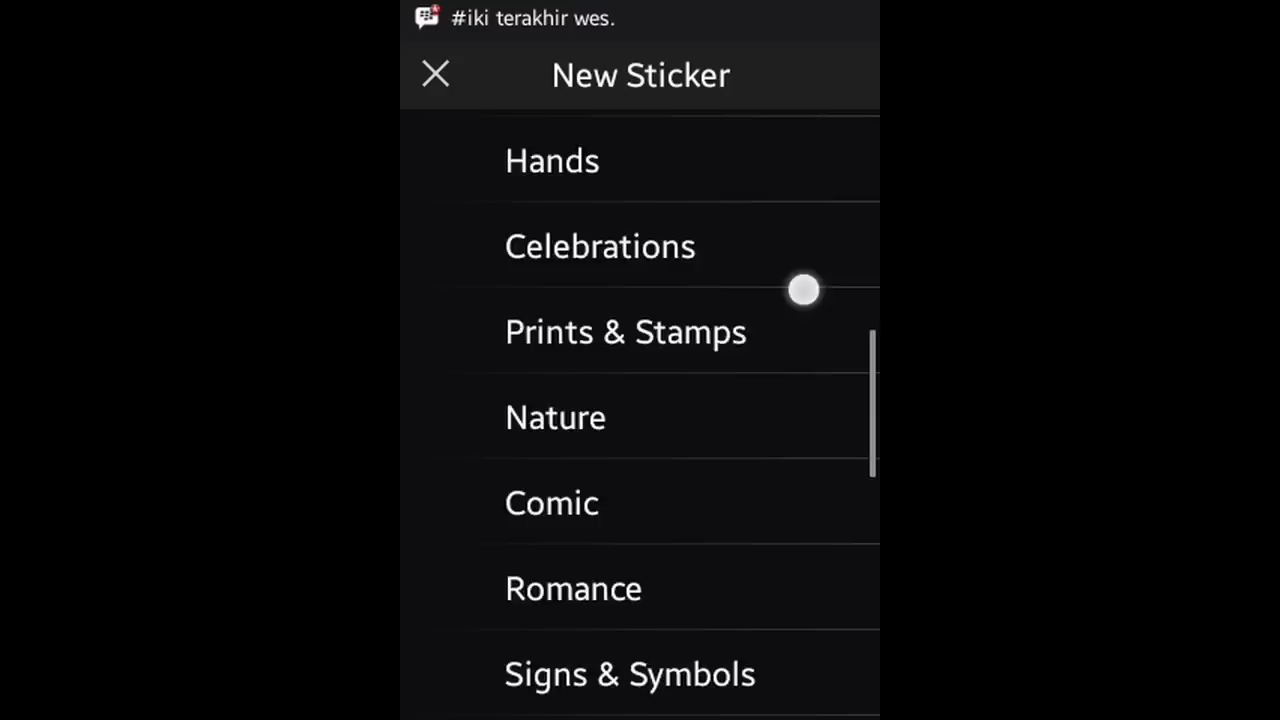 #iki terakhir wes.
New Sticker
Hands
Celebrations
Prints & Stamps
Nature
Comic
Romance
Signs & Symbols